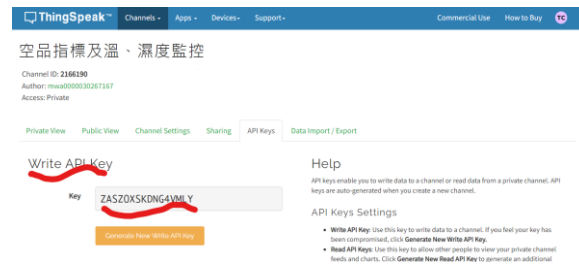 ThingSpeak™ Channels Apps Devices Support Commercial Use How to Buy TC
空品指標及溫、濕度監控
Channel ID: 2166190
Author: mwa0000030267167
Access: Private
Private View Public View Channel Settings Sharing API Keys Data Import / Export
Write API Key
Key
Generate New Write API Key
Help
API keys enable you to write data to a channel or read data from a private channel. API
keys are auto-generated when you create a new channel.
API Keys Settings
• Write API Key: Use this key to write data to a channel. If you feel your key has
been compromised, click Generate New Write API Key.
• Read API Keys: Use this key to allow other people to view your private channel
feeds and charts. Click Generate New Read API Key to generate an additional